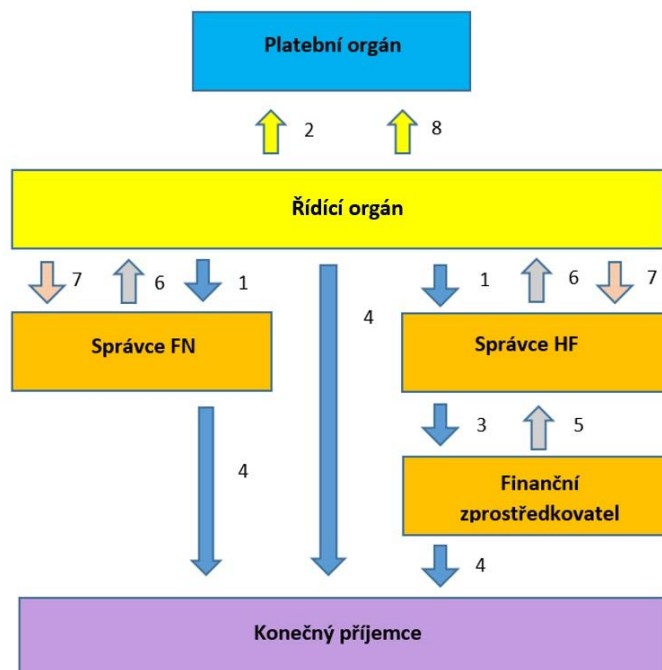 Platební orgán
2
8
Řídící orgán
7
6
1
4
1
6
7
Správce FN
Správce HF
3
5
4
Finanční
zprostředkovatel
4
Konečný příjemce